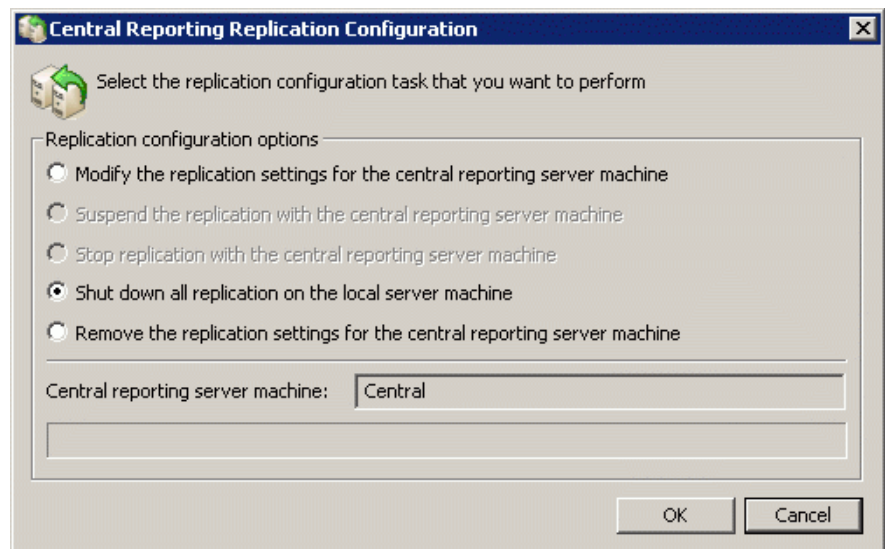 Central Reporting Replication Configuration
Select the replication configuration task that you want to perform
Replication configuration options
Modify the replication settings for the central reporting server machine
Suspend the replication with the central reporting server machine
Stop replication with the central reporting server machine
Shut down all replication on the local server machine
Remove the replication settings for the central reporting server machine
Central reporting server machine: Central
OK Cancel